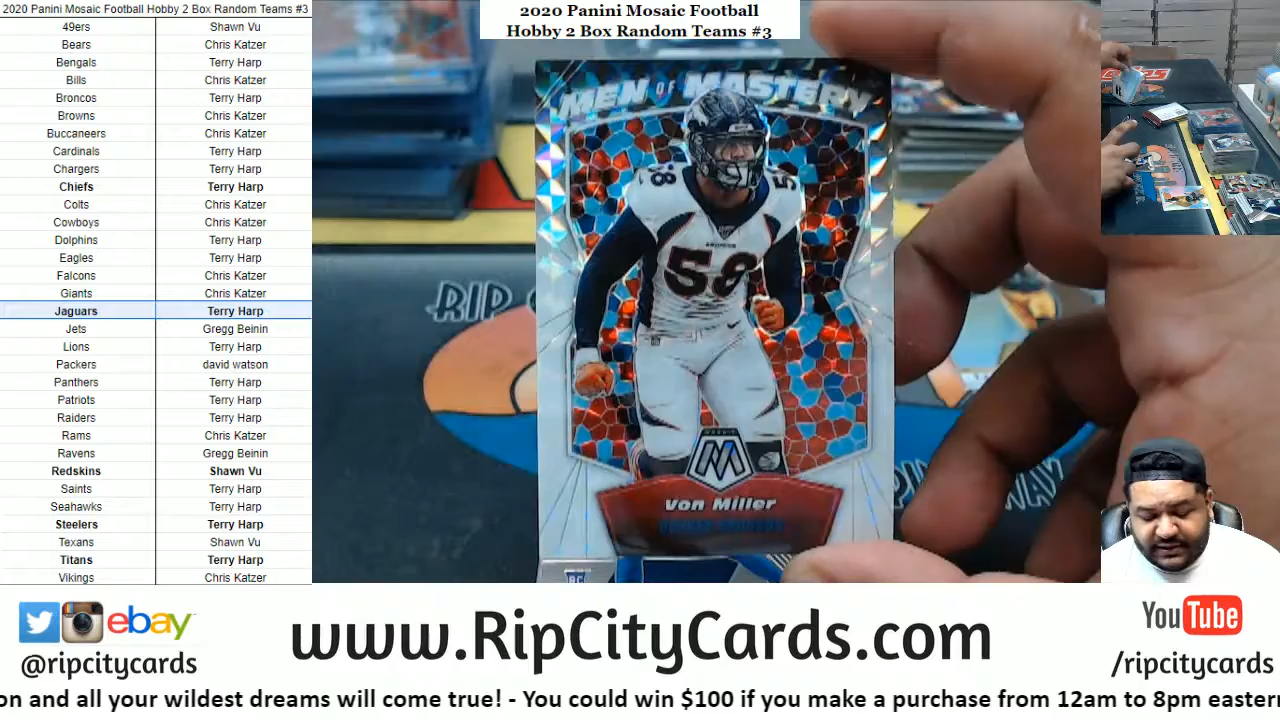 2020 Panini Mosaic Football Hobby 2 Box Random Teams #3
49ers Shawn Vu
Bears Chris Katzer
Bengals Terry Harp
Bills Chris Katzer
Broncos Terry Harp
Browns Chris Katzer
Buccaneers Chris Katzer
Cardinals Terry Harp
Chargers Terry Harp
Chiefs Terry Harp
Colts Chris Katzer
Cowboys Chris Katzer
Dolphins Terry Harp
Eagles Terry Harp
Falcons Chris Katzer
Giants Chris Katzer
Jaguars Terry Harp
Jets Gregg Beinin
Lions Terry Harp
Packers david watson
Panthers Terry Harp
Patriots Terry Harp
Raiders Terry Harp
Rams Chris Katzer
Ravens Gregg Beinin
Redskins Shawn Vu
Saints Terry Harp
Seahawks Terry Harp
Steelers Terry Harp
Texans Shawn Vu
Titans Terry Harp
Vikings Chris Katzer
2020 Panini Mosaic Football
Hobby 2 Box Random Teams #3
MEN OF MASTERY
58
BRONCOS
58
RIP
WAY
MOSAIC
M
Von Miller
RC
ebay
@ripcitycards
www.RipCityCards.com
YouTube
/ripcitycards
on and all your wildest dreams will come true! - You could win $100 if you make a purchase from 12am to 8pm eastern